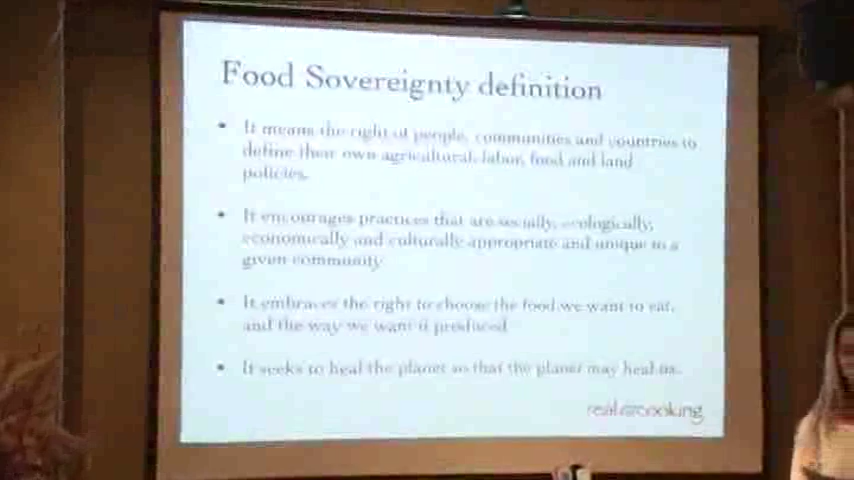 Food Sovereignty definition
• It means the right of people, communities and countries to
define their own agricultural, labor, food and land
policies.
• It encourages practices that are socially, ecologically,
economically and culturally appropriate and unique to a
given community
• It embraces the right to choose the food we want to eat,
and the way we want it produced
• It seeks to heal the planet so that the planet may heal us.
real cooking